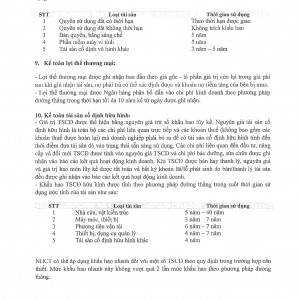 STT Loại tài sản Thời gian sử dụng
1 Quyền sử dụng đất có thời hạn Theo thời hạn được giao
2 Quyền sử dụng đất không thời hạn Không trích khấu hao
3 Bản quyền, bằng sáng chế 5 năm
4 Phần mềm máy vi tính 5 năm
5 Tài sản cố định vô hình khác 3 năm – 5 năm
9. Kế toán lợi thế thương mại:
- Lợi thế thương mại được ghi nhận ban đầu theo giá gốc - là phần giá trị còn lại trong giá phí
sau khi ghi nhận tài sản, nợ phải trả có thể xác định được và khoản nợ tiềm tàng của bên bị mua.
- Lợi thế thương mại được Ngân hàng phân bổ dần vào chi phí kinh doanh theo phương pháp
đường thẳng trong thời hạn tối đa 10 năm kể từ ngày được ghi nhận.
10. Kế toán tài sản cố định hữu hình:
- Giá trị TSCĐ được thể hiện bằng nguyên giá trừ số khấu hao lũy kế. Nguyên giá tài sản cố
định hữu hình là toàn bộ các chi phí liên quan trực tiếp và các khoản thuế (không bao gồm các
khoản thuế được hoàn lại) mà doanh nghiệp phải bỏ ra để có tài sản cố định hữu hình tính đến
thời điểm đưa tài sản đó vào trạng thái sẵn sàng sử dụng. Các chi phí liên quan đến đầu tư, nâng
cấp và đổi mới TSCĐ được tính vào nguyên giá TSCĐ và chi phí bảo dưỡng, sửa chữa được ghi
nhận vào báo cáo kết quả hoạt động kinh doanh. Khi TSCĐ được bán hay thanh lý, nguyên giá
và giá trị hao mòn lũy kế được tất toán và bất kỳ khoản lãi/lỗ phát sinh do bán/thanh lý tài sản
đều được ghi nhận vào báo cáo kết quả hoạt động kinh doanh.
- Khấu hao TSCĐ hữu hình được tính theo phương pháp đường thẳng trong suốt thời gian sử
dụng ước tính của tài sản như sau:
STT Loại tài sản Thời gian sử dụng
1 Nhà cửa, vật kiến trúc 5 năm – 40 năm
2 Máy móc, thiết bị 3 năm – 7 năm
3 Phương tiện vận tải 6 năm – 7 năm
4 Thiết bị, dụng cụ quản lý 4 năm – 7 năm
5 Tài sản cố định hữu hình khác 4 năm
NHCT có thể áp dụng khấu hao nhanh đối với một số TSCĐ theo quy định trong trường hợp cần
thiết. Mức khấu hao nhanh này không vượt quá 2 lần mức khấu hao theo phương pháp đường
thẳng.